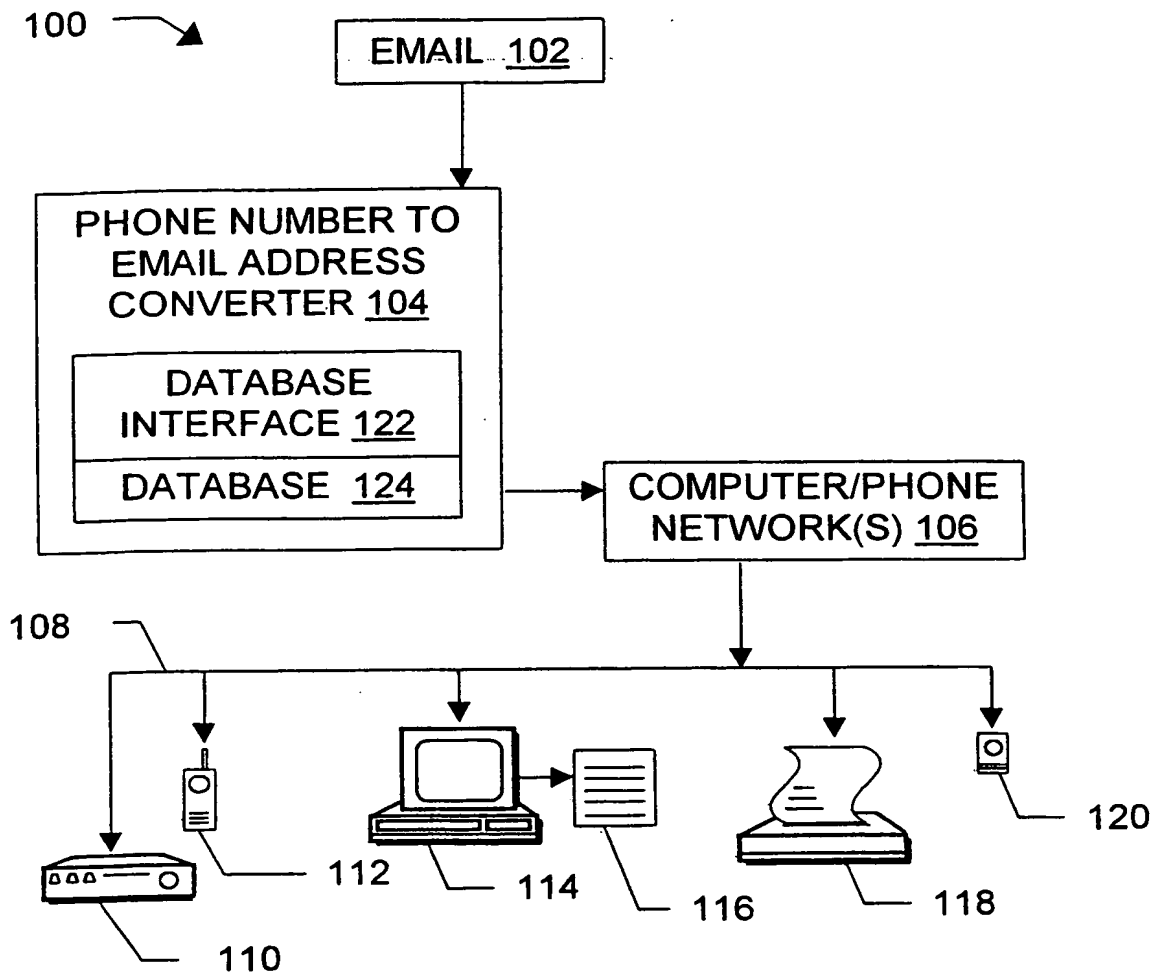 100
EMAIL 102
PHONE NUMBER TO
EMAIL ADDRESS
CONVERTER 104
DATABASE
INTERFACE 122
DATABASE 124
COMPUTER/PHONE
NETWORK(S) 106
108
120
112
114
116
118
110